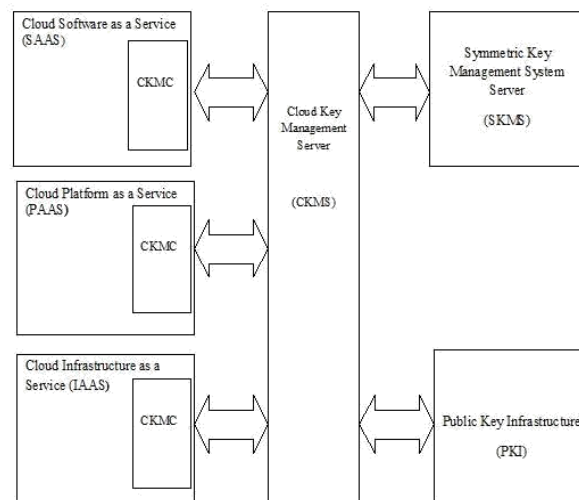 Cloud Software as a Service
(SAAS)
CKMC
Cloud Platform as a Service
(PAAS)
CKMC
Cloud Infrastructure as a
Service (IAAS)
CKMC
Cloud Key
Management
Server
(CKMS)
Symmetric Key
Management System
Server
(SKMS)
Public Key Infrastructure
(PKI)